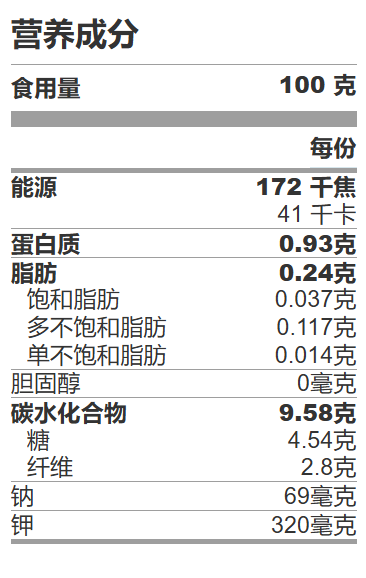 营养成分
食用量 100 克
每份
能源 172 千焦
41 千卡
蛋白质 0.93克
脂肪 0.24克
饱和脂肪 0.037克
多不饱和脂肪 0.117克
单不饱和脂肪 0.014克
胆固醇 0毫克
碳水化合物 9.58克
糖 4.54克
纤维 2.8克
钠 69毫克
钾 320毫克